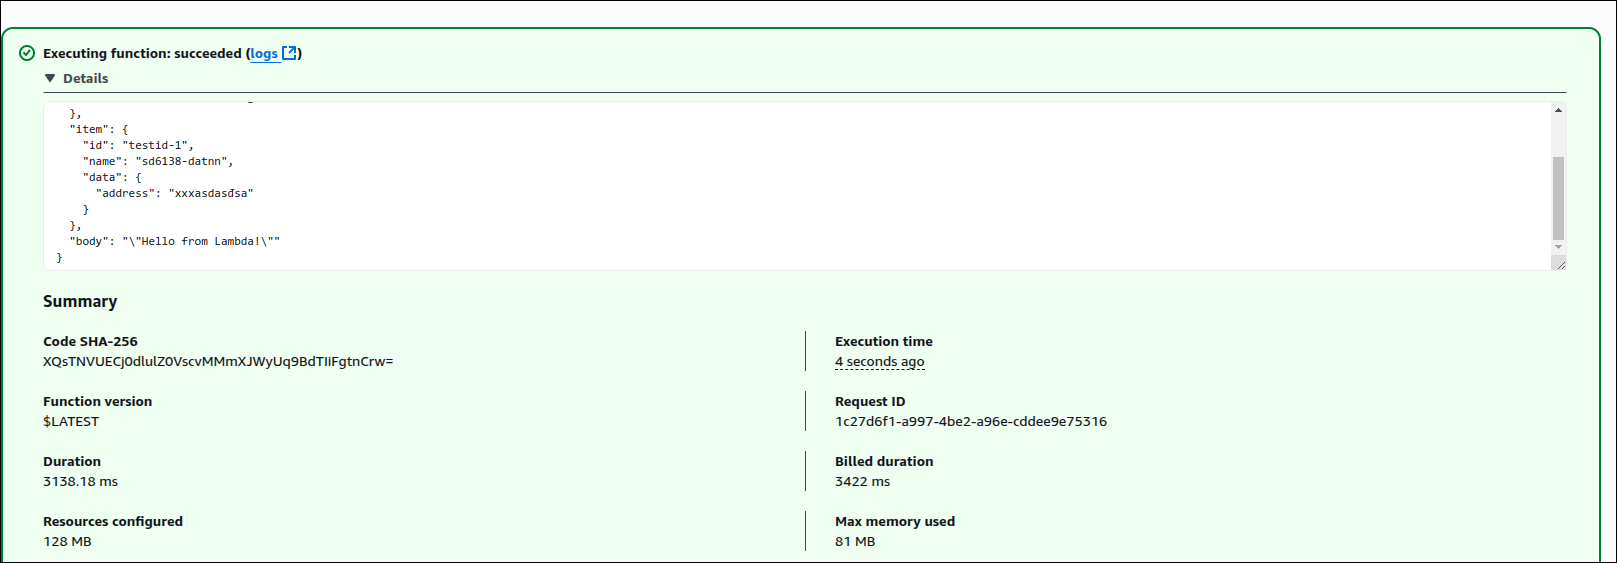 Executing function: succeeded (logs)
Details
},
"item": {
"id": "testid-1",
"name": "sd6138-datnn",
"data": {
"address": "xxxasdasđsa"
}
},
"body": "\"Hello from Lambda!\""
}
Summary
Code SHA-256
XQsTNVUECj0dlulZ0VscvMMmXJWyUq9BdTIiFgtnCrw=
Execution time
4 seconds ago
Function version
$LATEST
Request ID
1c27d6f1-a997-4be2-a96e-cddee9e75316
Duration
3138.18 ms
Billed duration
3422 ms
Resources configured
128 MB
Max memory used
81 MB